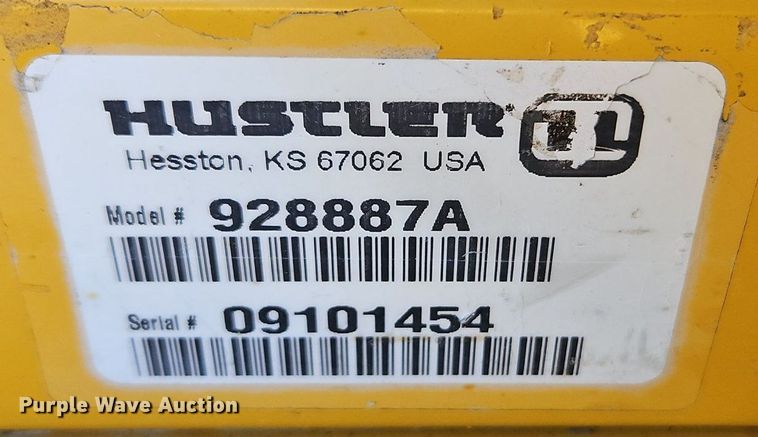 HUSTLER
Hesston, KS 67062 USA
Model # 928887A
Serial # 09101454
Purple Wave Auction